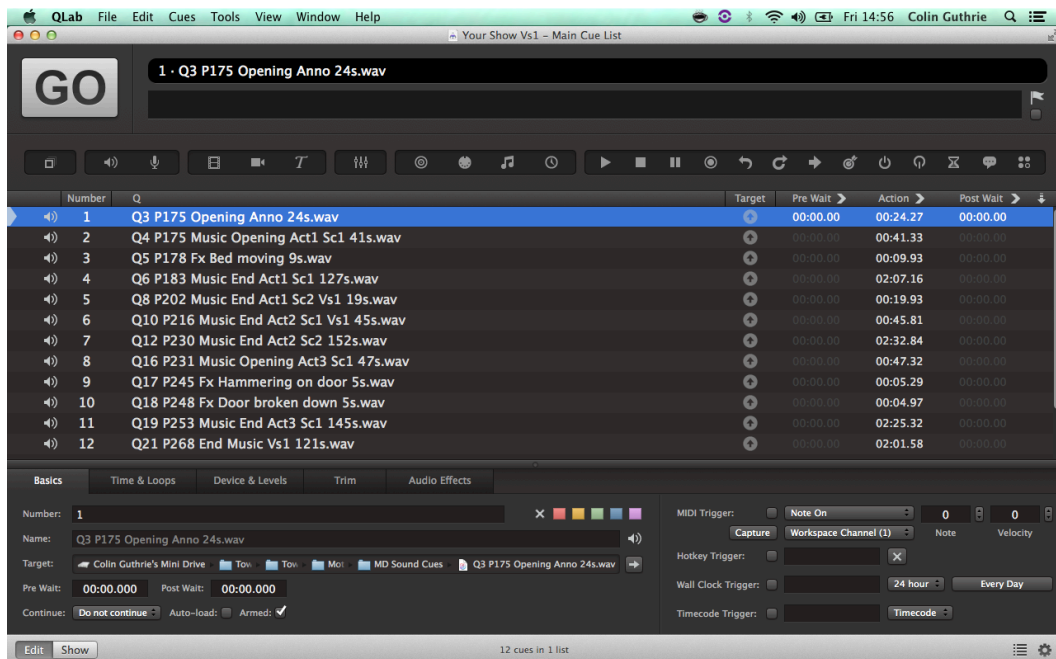 QLab File Edit Cues Tools View Window Help Fri 14:56 Colin Guthrie
Your Show Vs1 – Main Cue List
GO
1 · Q3 P175 Opening Anno 24s.wav
Number Q Target Pre Wait Action Post Wait
1 Q3 P175 Opening Anno 24s.wav 00:00.00 00:24.27 00:00.00
2 Q4 P175 Music Opening Act1 Sc1 41s.wav 00:00.00 00:41.33 00:00.00
3 Q5 P178 Fx Bed moving 9s.wav 00:00.00 00:09.93 00:00.00
4 Q6 P183 Music End Act1 Sc1 127s.wav 00:00.00 02:07.16 00:00.00
5 Q8 P202 Music End Act1 Sc2 Vs1 19s.wav 00:00.00 00:19.93 00:00.00
6 Q10 P216 Music End Act2 Sc1 Vs1 45s.wav 00:00.00 00:45.81 00:00.00
7 Q12 P230 Music End Act2 Sc2 152s.wav 00:00.00 02:32.84 00:00.00
8 Q16 P231 Music Opening Act3 Sc1 47s.wav 00:00.00 00:47.32 00:00.00
9 Q17 P245 Fx Hammering on door 5s.wav 00:00.00 00:05.29 00:00.00
10 Q18 P248 Fx Door broken down 5s.wav 00:00.00 00:04.97 00:00.00
11 Q19 P253 Music End Act3 Sc1 145s.wav 00:00.00 02:25.32 00:00.00
12 Q21 P268 End Music Vs1 121s.wav 00:00.00 02:01.58 00:00.00
Basics Time & Loops Device & Levels Trim Audio Effects
Number: 1
Name: Q3 P175 Opening Anno 24s.wav
Target: Colin Guthrie's Mini Drive Tow Tow Mot MD Sound Cues Q3 P175 Opening Anno 24s.wav
Pre Wait: 00:00.000 Post Wait: 00:00.000
Continue: Do not continue Auto-load: Armed:
MIDI Trigger: Note On 0 0
Capture Workspace Channel (1) Note Velocity
Hotkey Trigger:
Wall Clock Trigger: 24 hour Every Day
Timecode Trigger: Timecode
Edit Show 12 cues in 1 list